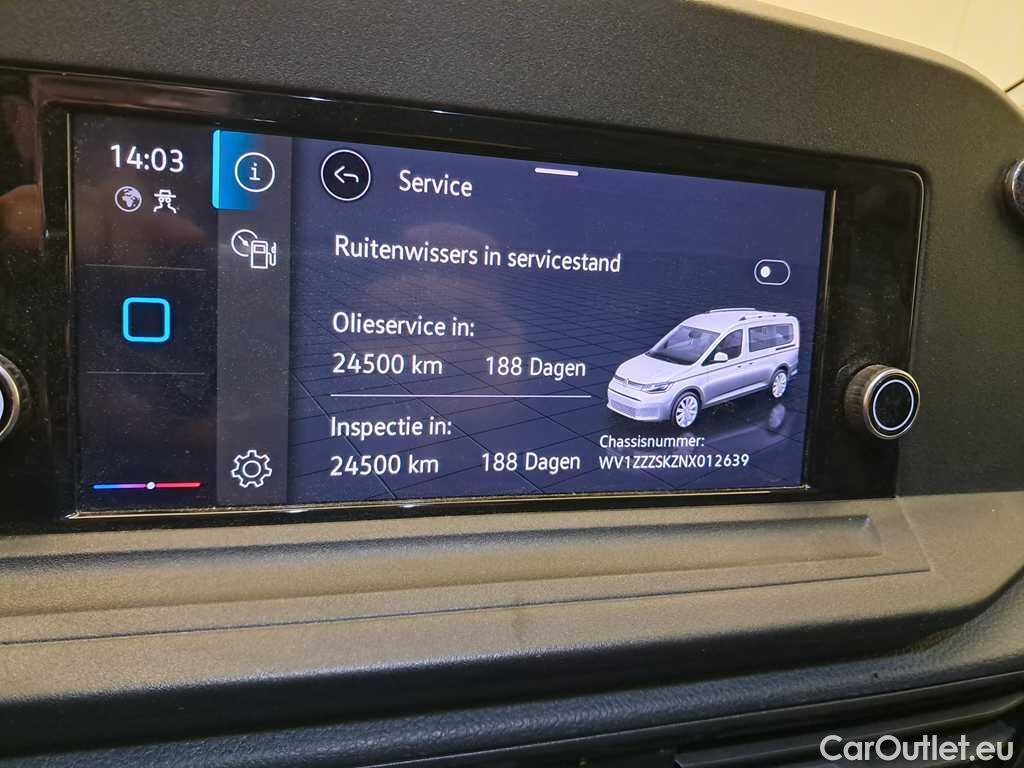 14:03
Service
Ruitenwissers in servicestand
Olieservice in:
24500 km 188 Dagen
Inspectie in:
24500 km 188 Dagen
Chassisnummer:
WV1ZZZSKZNX012639
CarOutlet.eu